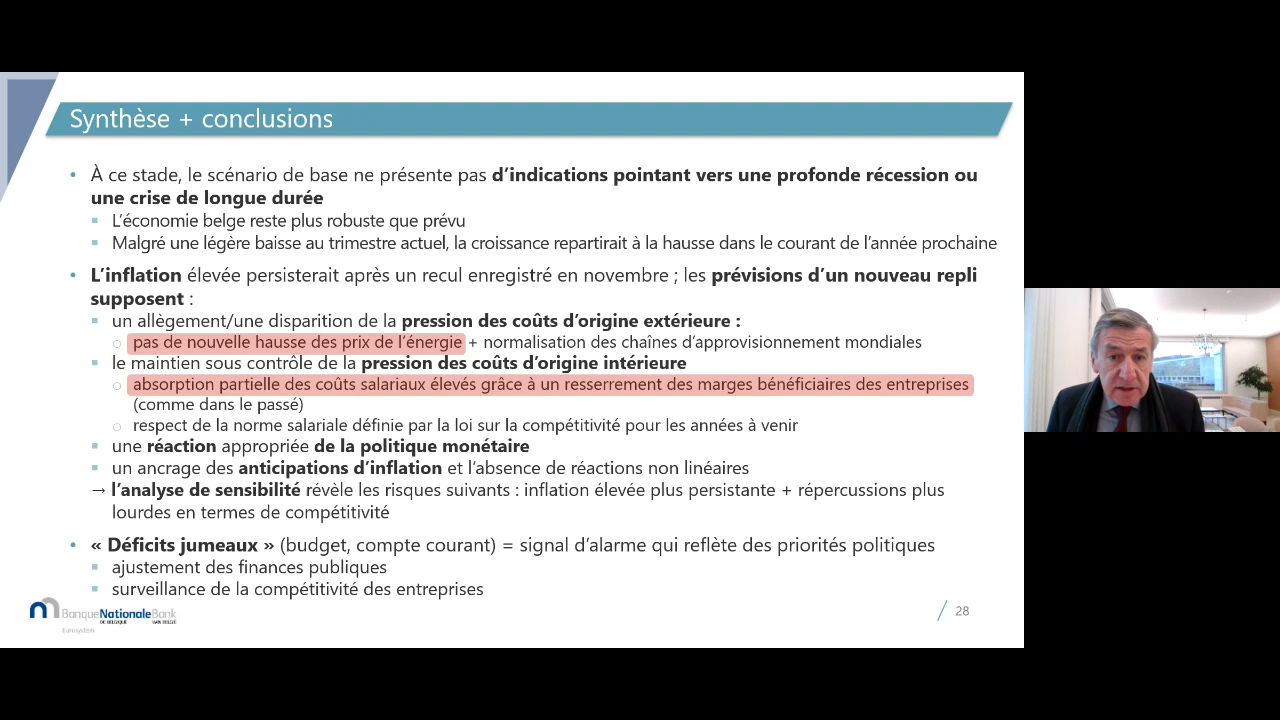 Synthèse + conclusions
À ce stade, le scénario de base ne présente pas d'indications pointant vers une profonde récession ou
une crise de longue durée
L'économie belge reste plus robuste que prévu
Malgré une légère baisse au trimestre actuel, la croissance repartirait à la hausse dans le courant de l'année prochaine
L'inflation élevée persisterait après un recul enregistré en novembre ; les prévisions d'un nouveau repli
supposent :
un allègement/une disparition de la pression des coûts d'origine extérieure :
pas de nouvelle hausse des prix de l'énergie + normalisation des chaînes d'approvisionnement mondiales
le maintien sous contrôle de la pression des coûts d'origine intérieure
absorption partielle des coûts salariaux élevés grâce à un resserrement des marges bénéficiaires des entreprises
(comme dans le passé)
respect de la norme salariale définie par la loi sur la compétitivité pour les années à venir
une réaction appropriée de la politique monétaire
un ancrage des anticipations d'inflation et l'absence de réactions non linéaires
→ l'analyse de sensibilité révèle les risques suivants : inflation élevée plus persistante + répercussions plus
lourdes en termes de compétitivité
« Déficits jumeaux » (budget, compte courant) = signal d'alarme qui reflète des priorités politiques
ajustement des finances publiques
surveillance de la compétitivité des entreprises
BanqueNationaleBank
DE BELGIQUE VAN BELGIË
Eurosystem
28